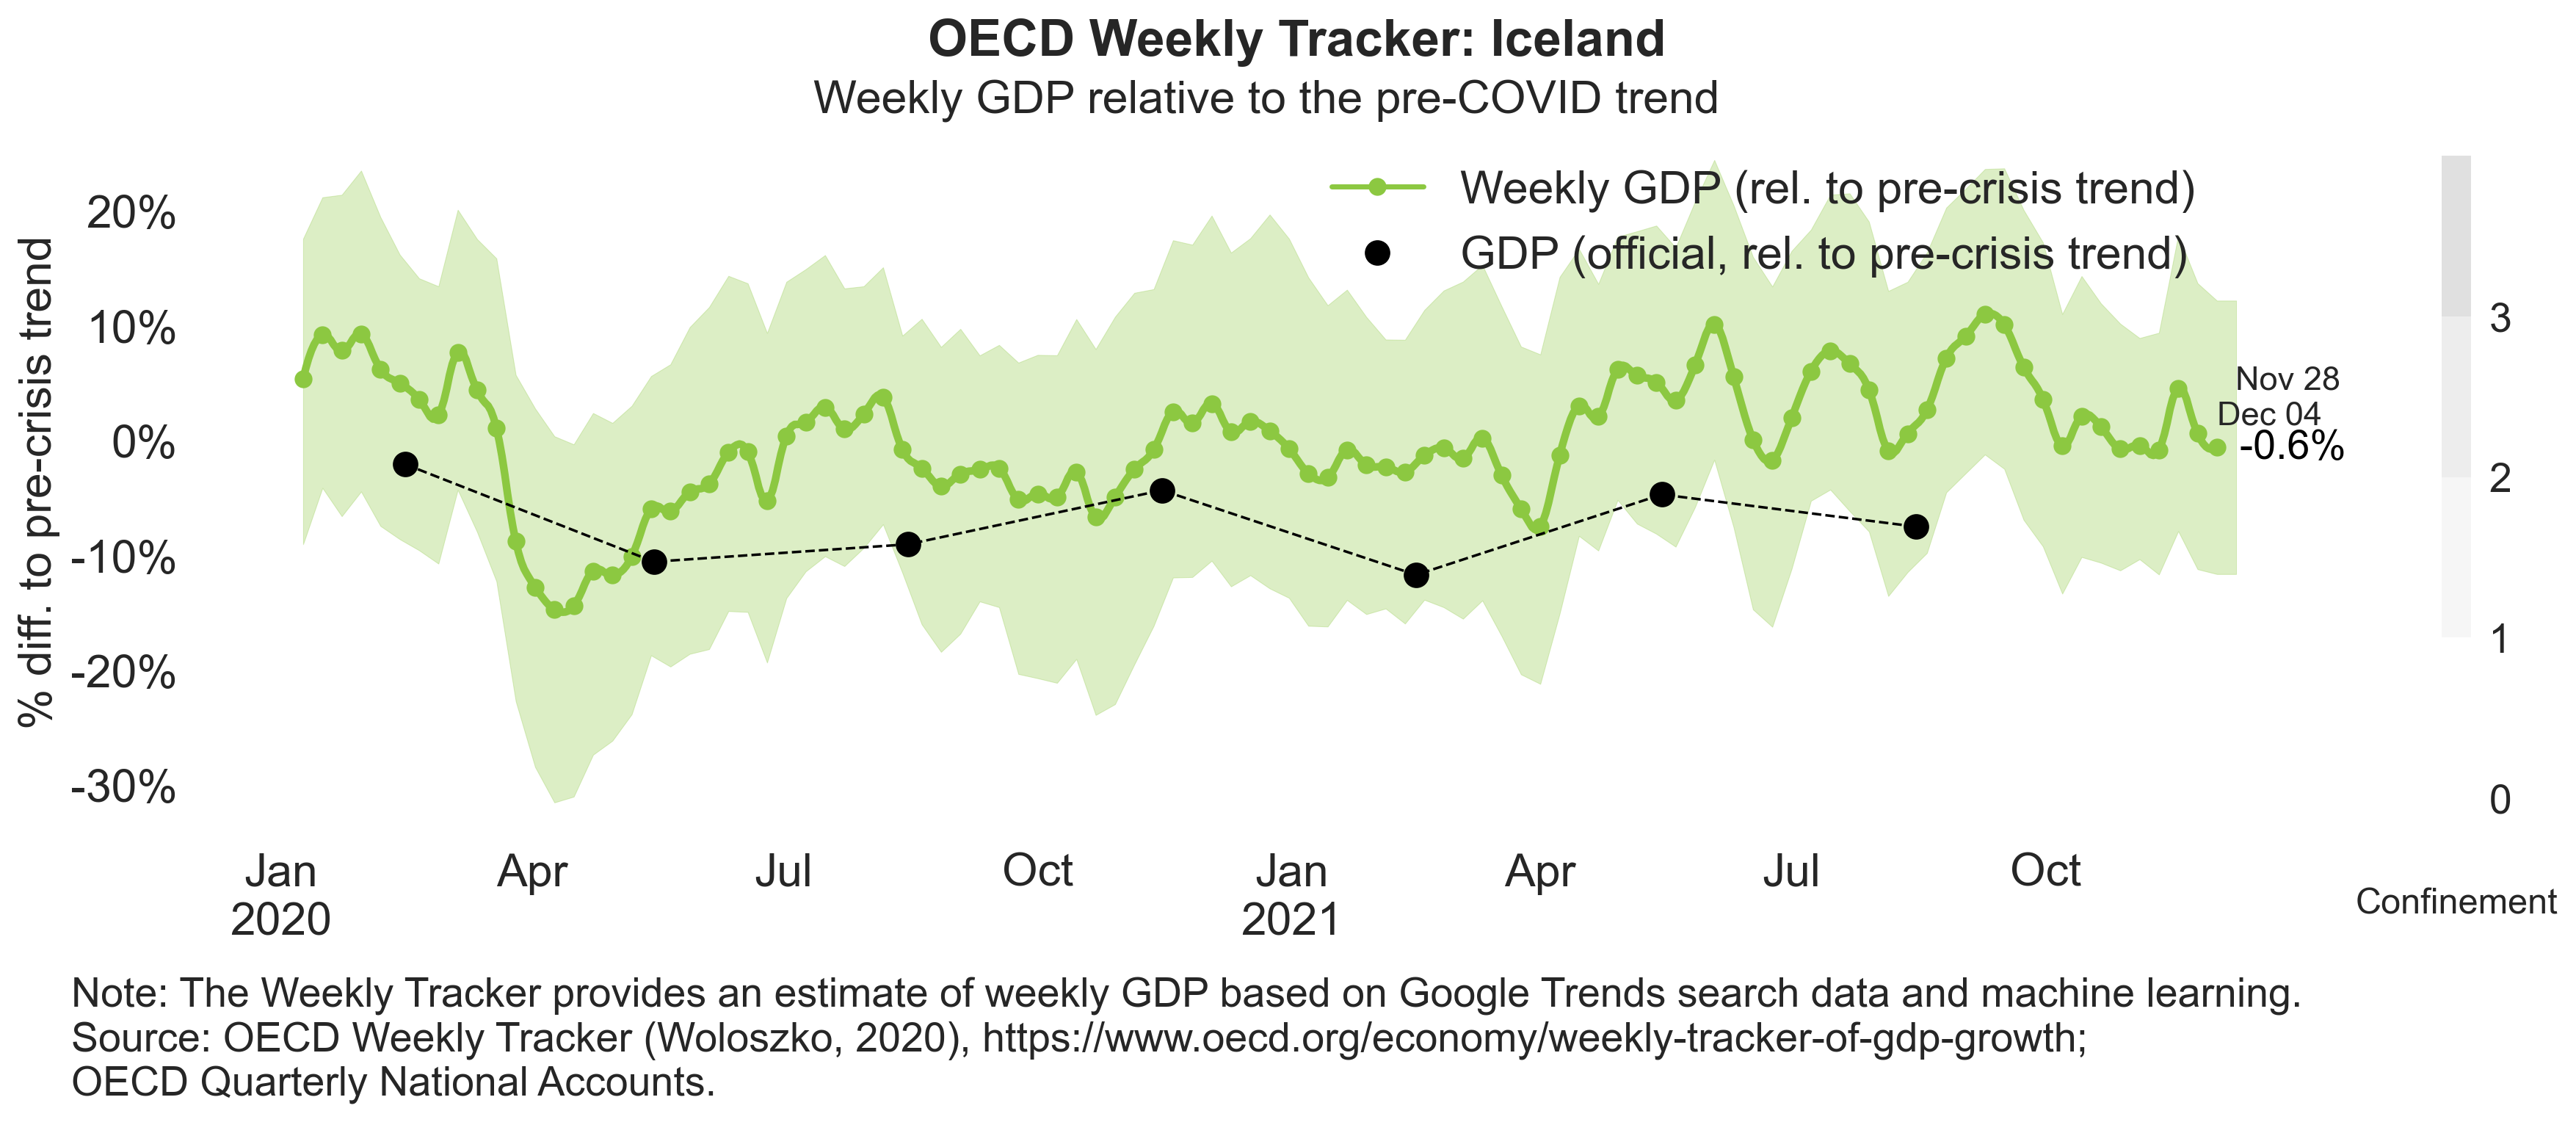 OECD Weekly Tracker: Iceland
Weekly GDP relative to the pre-COVID trend
Weekly GDP (rel. to pre-crisis trend)
GDP (official, rel. to pre-crisis trend)
% diff. to pre-crisis trend
20%
10%
0%
-10%
-20%
-30%
Nov 28
Dec 04
-0.6%
3
2
1
0
Confinement
Jan Apr Jul Oct Jan Apr Jul Oct
2020 2021
Note: The Weekly Tracker provides an estimate of weekly GDP based on Google Trends search data and machine learning.
Source: OECD Weekly Tracker (Woloszko, 2020), https://www.oecd.org/economy/weekly-tracker-of-gdp-growth;
OECD Quarterly National Accounts.